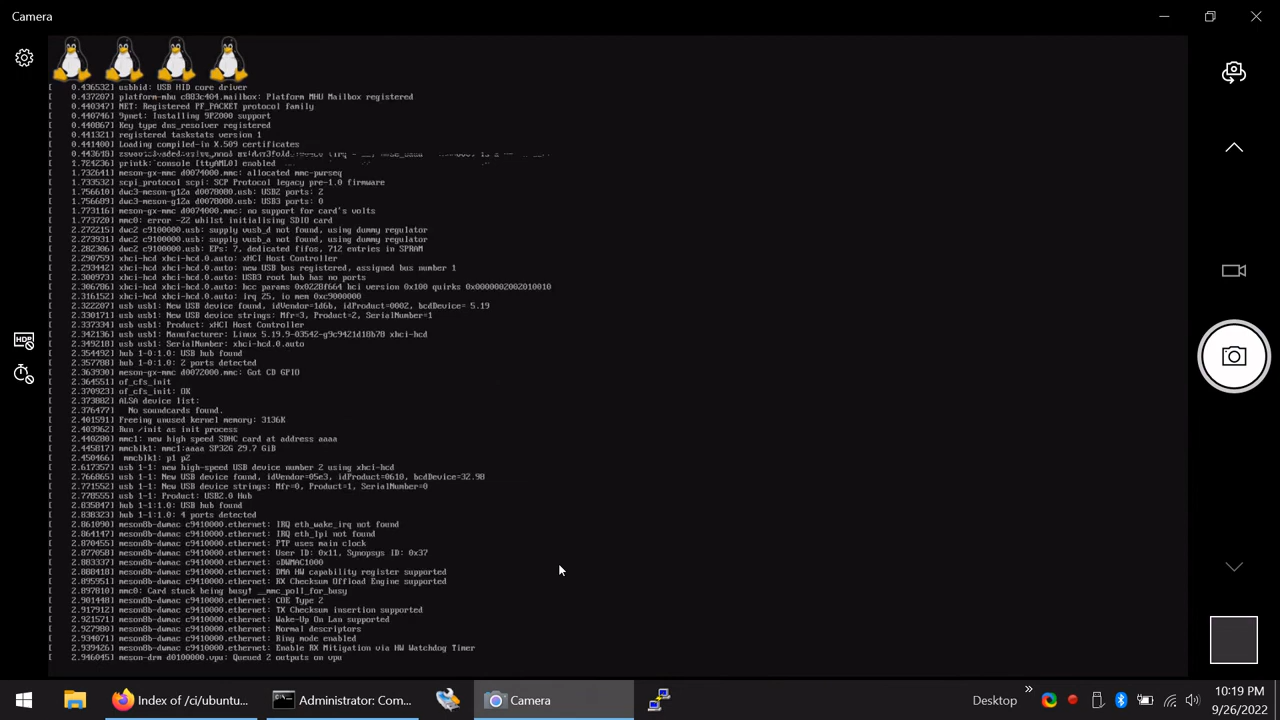 Camera
[    0.436532] usbhid: USB HID core driver
[    0.437207] platform-mhu c883c404.mailbox: Platform MHU Mailbox registered
[    0.440347] NET: Registered PF_PACKET protocol family
[    0.440746] 9pnet: Installing 9P2000 support
[    0.440867] Key type dns_resolver registered
[    0.441321] registered taskstats version 1
[    0.441400] Loading compiled-in X.509 certificates
[    1.724236] printk: console [ttyAML0] enabled
[    1.732641] meson-gx-mmc d0074000.mmc: allocated mmc-pwrseq
[    1.733532] scpi_protocol scpi: SCP Protocol legacy pre-1.0 firmware
[    1.756610] dwc3-meson-g12a d0078080.usb: USB2 ports: 2
[    1.756689] dwc3-meson-g12a d0078080.usb: USB3 ports: 0
[    1.773116] meson-gx-mmc d0074000.mmc: no support for card's volts
[    1.773720] mmc0: error -22 whilst initialising SDIO card
[    2.272215] dwc2 c9100000.usb: supply vusb_d not found, using dummy regulator
[    2.273931] dwc2 c9100000.usb: supply vusb_a not found, using dummy regulator
[    2.282306] dwc2 c9100000.usb: EPs: 7, dedicated fifos, 712 entries in SPRAM
[    2.290759] xhci-hcd xhci-hcd.0.auto: xHCI Host Controller
[    2.293442] xhci-hcd xhci-hcd.0.auto: new USB bus registered, assigned bus number 1
[    2.300973] xhci-hcd xhci-hcd.0.auto: USB3 root hub has no ports
[    2.306786] xhci-hcd xhci-hcd.0.auto: hcc params 0x0228f664 hci version 0x100 quirks 0x0000002002010010
[    2.316152] xhci-hcd xhci-hcd.0.auto: irq 25, io mem 0xc9000000
[    2.322207] usb usb1: New USB device found, idVendor=1d6b, idProduct=0002, bcdDevice= 5.19
[    2.330171] usb usb1: New USB device strings: Mfr=3, Product=2, SerialNumber=1
[    2.337334] usb usb1: Product: xHCI Host Controller
[    2.342136] usb usb1: Manufacturer: Linux 5.19.9-03542-g9c9421d18b78 xhci-hcd
[    2.349218] usb usb1: SerialNumber: xhci-hcd.0.auto
[    2.354492] hub 1-0:1.0: USB hub found
[    2.357788] hub 1-0:1.0: 2 ports detected
[    2.363930] meson-gx-mmc d0072000.mmc: Got CD GPIO
[    2.364551] of_cfs_init
[    2.370923] of_cfs_init: OK
[    2.373882] ALSA device list:
[    2.376477]   No soundcards found.
[    2.401591] Freeing unused kernel memory: 3136K
[    2.403962] Run /init as init process
[    2.440280] mmc1: new high speed SDHC card at address aaaa
[    2.445817] mmcblk1: mmc1:aaaa SP32G 29.7 GiB
[    2.450466]  mmcblk1: p1 p2
[    2.617357] usb 1-1: new high-speed USB device number 2 using xhci-hcd
[    2.766865] usb 1-1: New USB device found, idVendor=05e3, idProduct=0610, bcdDevice=32.98
[    2.771552] usb 1-1: New USB device strings: Mfr=0, Product=1, SerialNumber=0
[    2.778555] usb 1-1: Product: USB2.0 Hub
[    2.835847] hub 1-1:1.0: USB hub found
[    2.838323] hub 1-1:1.0: 4 ports detected
[    2.861090] meson8b-dwmac c9410000.ethernet: IRQ eth_wake_irq not found
[    2.864147] meson8b-dwmac c9410000.ethernet: IRQ eth_lpi not found
[    2.870455] meson8b-dwmac c9410000.ethernet: PTP uses main clock
[    2.877058] meson8b-dwmac c9410000.ethernet: User ID: 0x11, Synopsys ID: 0x37
[    2.883337] meson8b-dwmac c9410000.ethernet: DWMAC1000
[    2.888418] meson8b-dwmac c9410000.ethernet: DMA HW capability register supported
[    2.895951] meson8b-dwmac c9410000.ethernet: RX Checksum Offload Engine supported
[    2.897810] mmc0: Card stuck being busy! __mmc_poll_for_busy
[    2.901448] meson8b-dwmac c9410000.ethernet: COE Type 2
[    2.917912] meson8b-dwmac c9410000.ethernet: TX Checksum insertion supported
[    2.921571] meson8b-dwmac c9410000.ethernet: Wake-Up On Lan supported
[    2.927980] meson8b-dwmac c9410000.ethernet: Normal descriptors
[    2.934071] meson8b-dwmac c9410000.ethernet: Ring mode enabled
[    2.939426] meson8b-dwmac c9410000.ethernet: Enable RX Mitigation via HW Watchdog Timer
[    2.946045] meson-drm d0100000.vpu: Queued 2 outputs on vpu
HDR
Index of /ci/ubuntu...
Administrator: Com...
Camera
Desktop
»
10:19 PM
9/26/2022